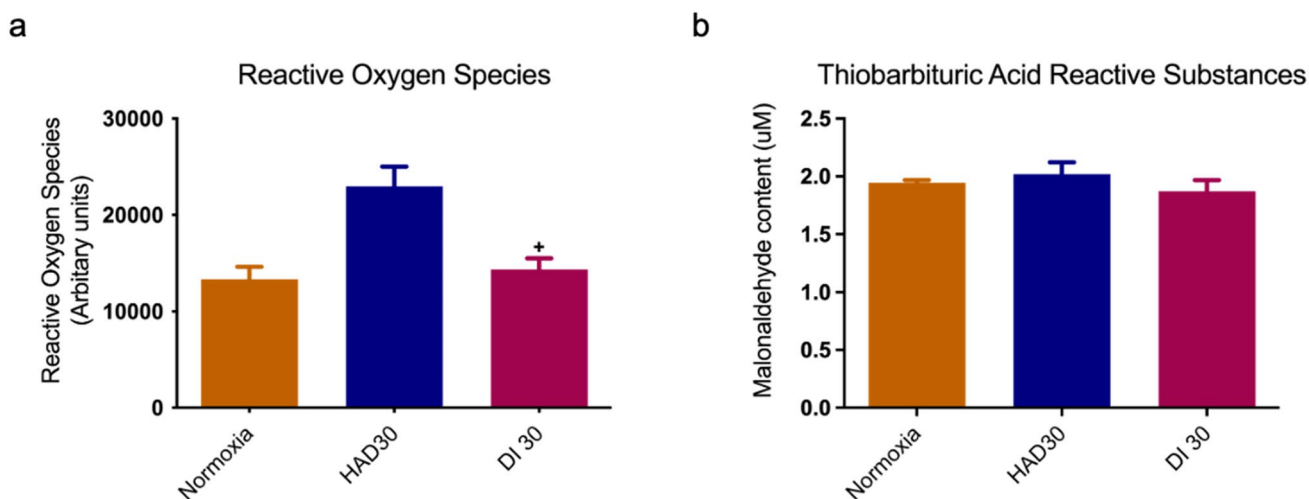 a
Reactive Oxygen Species
Reactive Oxygen Species
(Arbitary units)
30000
20000
10000
0
+
Normoxia
HAD30
DI 30
b
Thiobarbituric Acid Reactive Substances
Malonaldehyde content (uM)
2.5
2.0
1.5
1.0
0.5
0.0
Normoxia
HAD30
DI 30